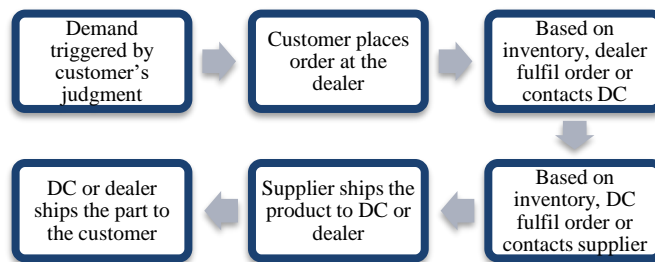 Demand
triggered by
customer's
judgment
Customer places
order at the
dealer
Based on
inventory, dealer
fulfil order or
contacts DC
Based on
inventory, DC
fulfil order or
contacts supplier
Supplier ships the
product to DC or
dealer
DC or dealer
ships the part to
the customer